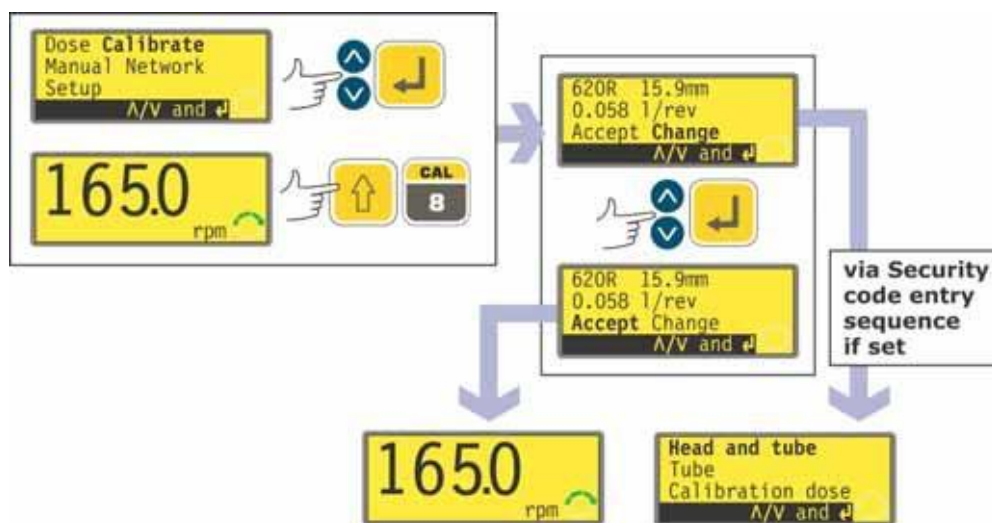 Dose Calibrate
Manual Network
Setup
Λ/V and ↲
165.0
rpm
CAL
8
620R 15.9mm
0.058 l/rev
Accept Change
Λ/V and ↲
620R 15.9mm
0.058 l/rev
Accept Change
Λ/V and ↲
via Security
code entry
sequence
if set
165.0
rpm
Head and tube
Tube
Calibration dose
Λ/V and ↲